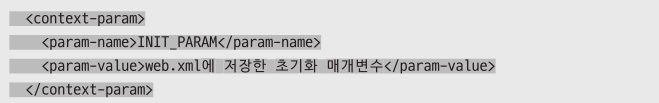 <context-param>
<param-name>INIT_PARAM</param-name>
<param-value>web.xml에 저장한 초기화 매개변수</param-value>
</context-param>